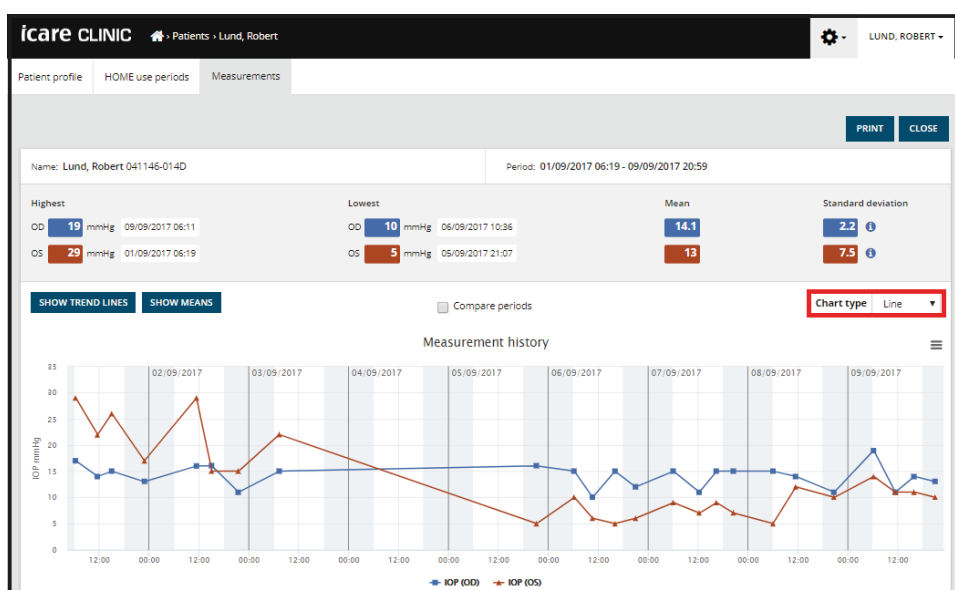 icare CLINIC › Patients › Lund, Robert LUND, ROBERT
Patient profile HOME use periods Measurements
PRINT CLOSE
Name: Lund, Robert 041146-014D Period: 01/09/2017 06:19 - 09/09/2017 20:59
Highest Lowest Mean Standard deviation
OD 19 mmHg 09/09/2017 06:11 OD 10 mmHg 06/09/2017 10:36 14.1 2.2
OS 29 mmHg 01/09/2017 06:19 OS 5 mmHg 05/09/2017 21:07 13 7.5
SHOW TREND LINES SHOW MEANS Compare periods Chart type Line
Measurement history
35
02/09/2017 03/09/2017 04/09/2017 05/09/2017 06/09/2017 07/09/2017 08/09/2017 09/09/2017
30
25
20
IOP mmHg
15
10
5
0
12:00 00:00 12:00 00:00 12:00 00:00 12:00 00:00 12:00 00:00 12:00 00:00 12:00 00:00 12:00 00:00 12:00
IOP (OD) IOP (OS)